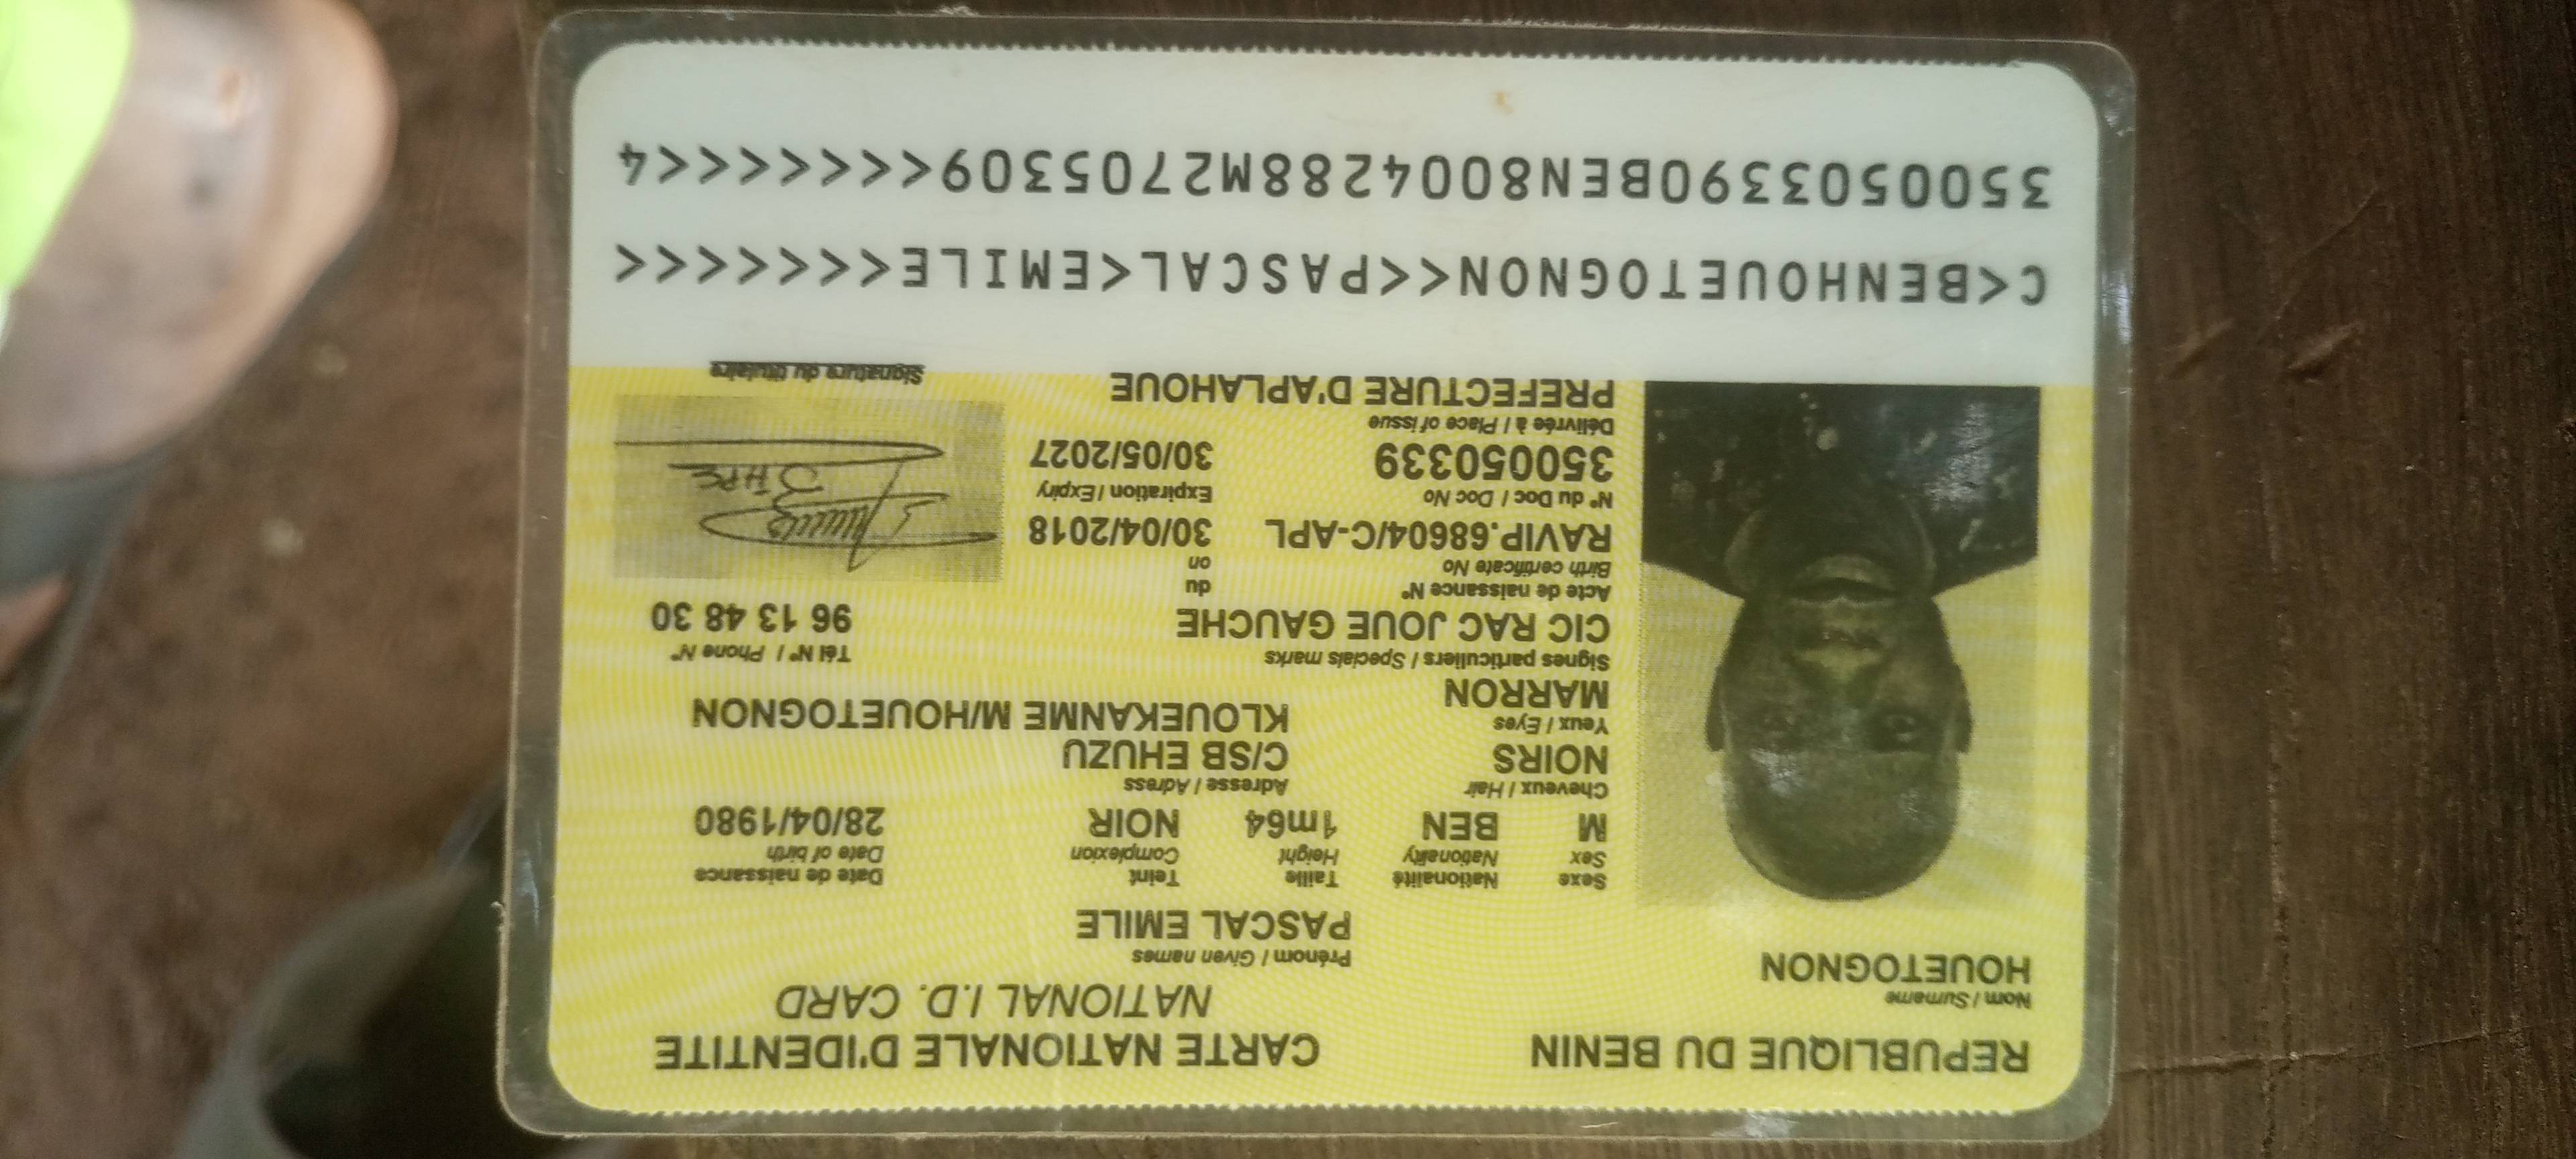 REPUBLIQUE DU BENIN
CARTE NATIONALE D'IDENTITE
NATIONAL I.D. CARD
Nom / Surname
HOUETOGNON
Prénom / Given names
PASCAL EMILE
Sexe Nationalité Taille Teint Date de naissance
Sex Nationality Height Complexion Date of birth
M BEN 1m64 NOIR 28/04/1980
Cheveux / Hair Adresse / Adress
NOIRS C/SB EHUZU
Yeux / Eyes
MARRON KLOUEKANME M/HOUETOGNON
Signes particuliers / Specials marks Tél N° / Phone N°
CIC RAC JOUE GAUCHE 96 13 48 30
Acte de naissance N° du
Birth certificate No on
RAVIP.68604/C-APL 30/04/2018
N° du Doc / Doc No Expiration / Expiry
350050339 30/05/2027
Délivrée à / Place of issue
PREFECTURE D'APLAHOUE
Signature du titulaire
C<BENHOUETOGNON<<PASCAL<EMILE<<<<<<<
3500503390BEN8004288M2705309<<<<<<<4